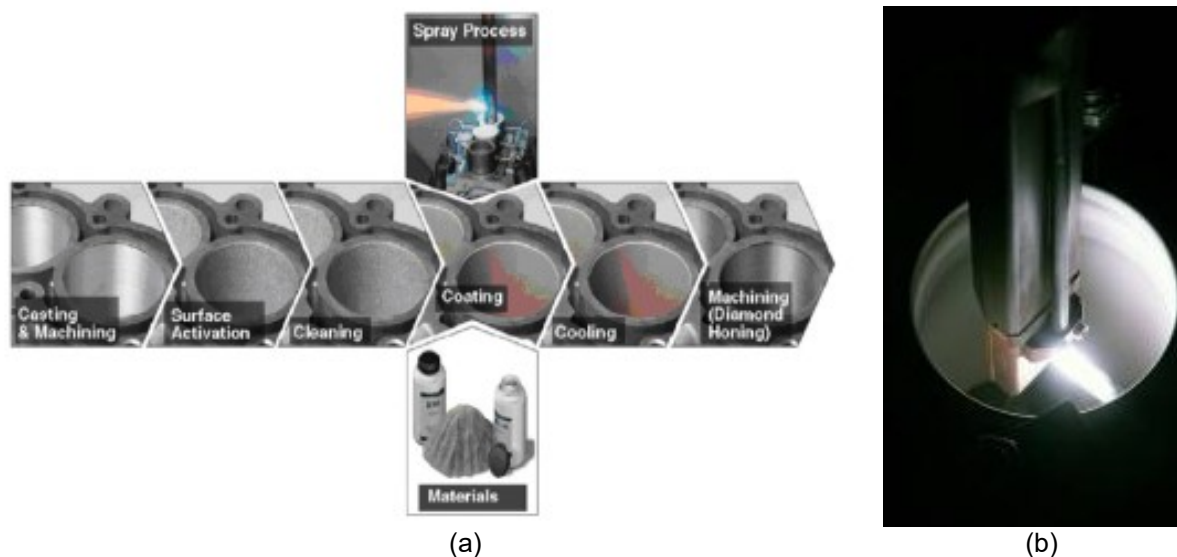 Spray Process
Casting
& Machining
Surface
Activation
Cleaning
Coating
Cooling
Machining
(Diamond
Honing)
Materials
(a)
(b)